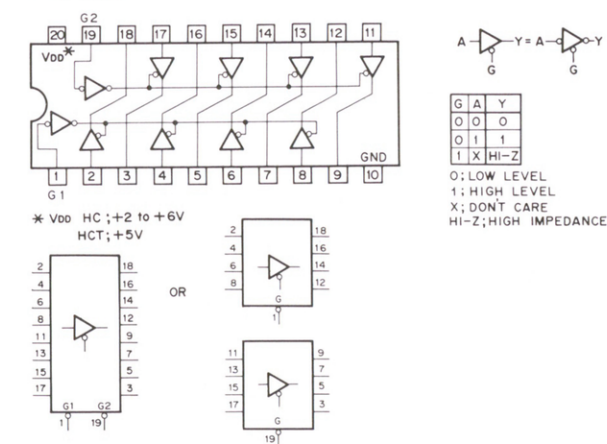 G2
20 19 18 17 16 15 14 13 12 11
VDD*
GND
1 2 3 4 5 6 7 8 9 10
G1
A Y = A Y
G G
G A Y
0 0 0
0 1 1
1 X HI-Z
0; LOW LEVEL
1; HIGH LEVEL
X; DON'T CARE
HI-Z; HIGH IMPEDANCE
* VDD HC ; +2 to +6V
HCT; +5V
2 18
4 16
6 14
8 12
11 9
13 7
15 5
17 3
G1 G2
1 19
OR
2 18
4 16
6 14
8 12
G
1
11 9
13 7
15 5
17 3
G
19